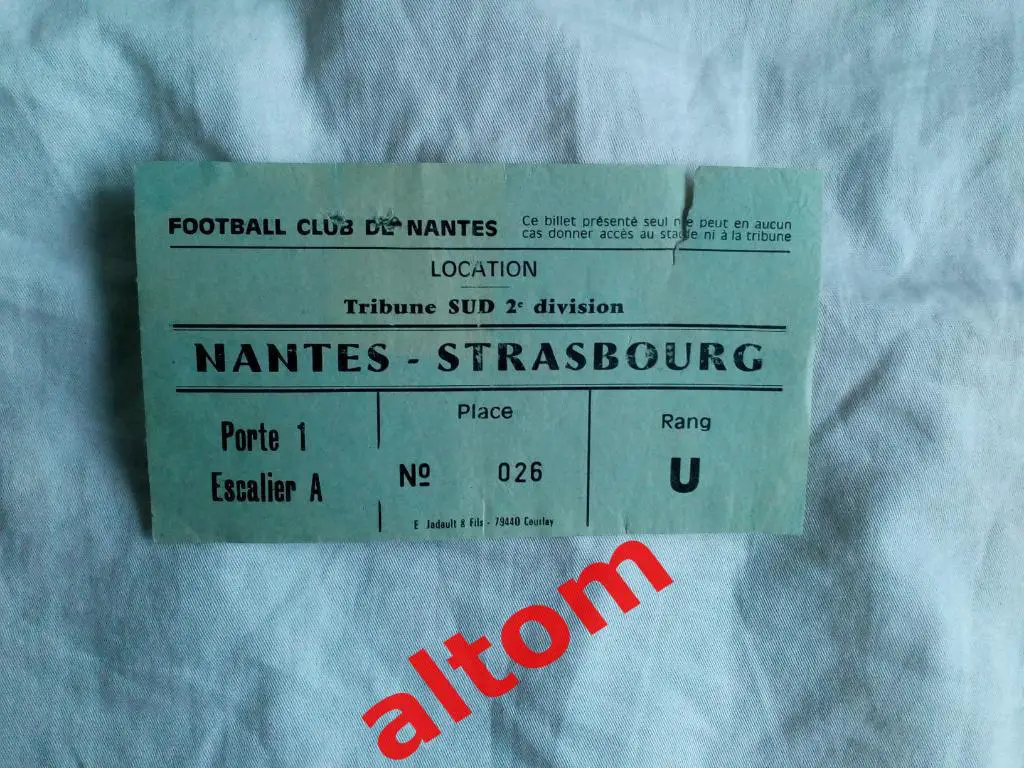 FOOTBALL CLUB DE NANTES
Ce billet présenté seul ne peut en aucun
cas donner accès au stade ni à la tribune
LOCATION
Tribune SUD 2e division
NANTES - STRASBOURG
Porte 1
Escalier A
Place
Nº 026
Rang
U
E Jadault & Fils - 79440 Courlay
altom